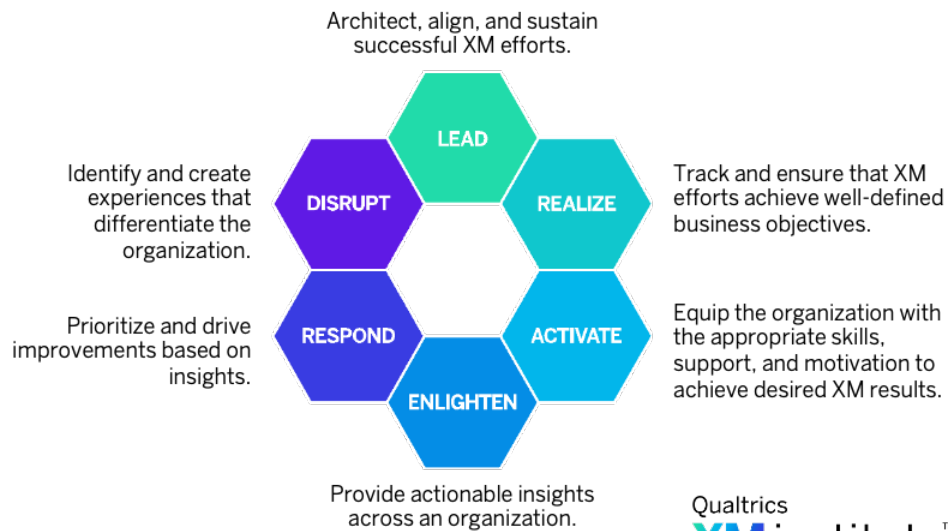 Architect, align, and sustain
successful XM efforts.
LEAD
DISRUPT
REALIZE
Identify and create
experiences that
differentiate the
organization.
Track and ensure that XM
efforts achieve well-defined
business objectives.
RESPOND
ACTIVATE
Prioritize and drive
improvements based on
insights.
Equip the organization with
the appropriate skills,
support, and motivation to
achieve desired XM results.
ENLIGHTEN
Provide actionable insights
across an organization.
Qualtrics
XM